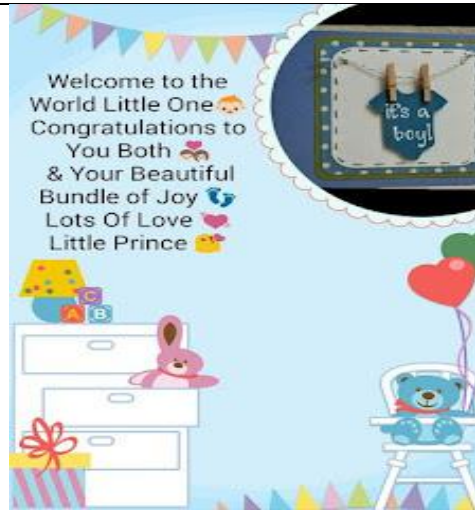 Welcome to the
World Little One👶
Congratulations to
You Both 💑
& Your Beautiful
Bundle of Joy 👣
Lots Of Love 💘
Little Prince 😘
it's a
boy!
C
A B